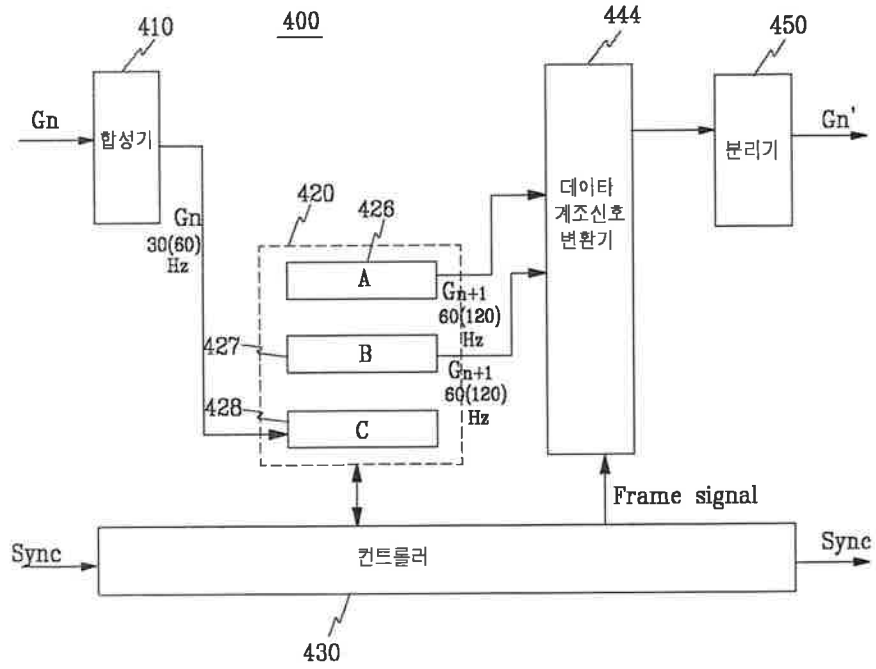 400
410
444
450
Gn
합성기
Gn
30(60)
Hz
420
426
A
Gn+1
60(120)
Hz
427
B
Gn+1
60(120)
Hz
428
C
데이타
계조신호
변환기
분리기
Gn'
Frame signal
Sync
컨트롤러
Sync
430